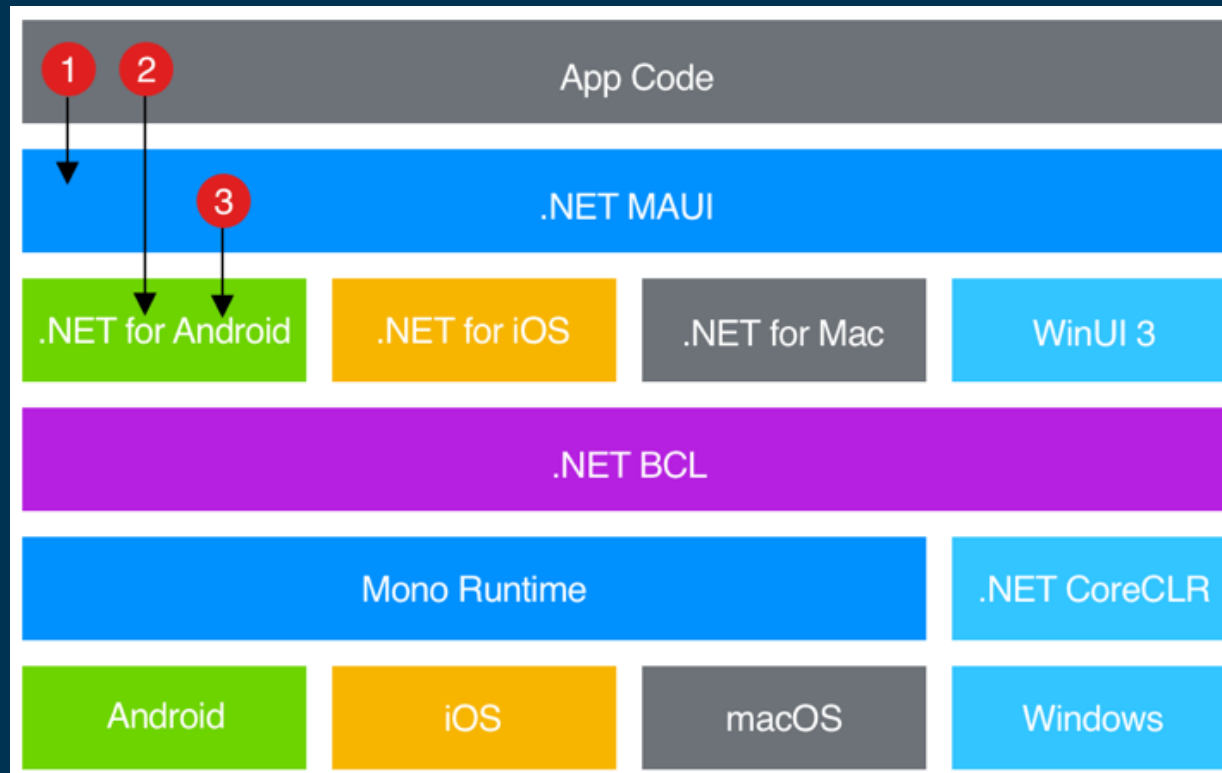 1
2
App Code
3
.NET MAUI
.NET for Android
.NET for iOS
.NET for Mac
WinUI 3
.NET BCL
Mono Runtime
.NET CoreCLR
Android
iOS
macOS
Windows